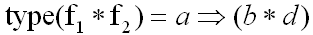 type(f₁ * f₂) = a ⇒ (b * d)